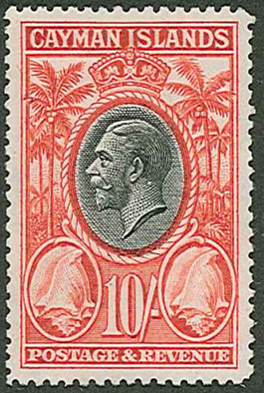 CAYMAN ISLANDS
10/-
POSTAGE & REVENUE